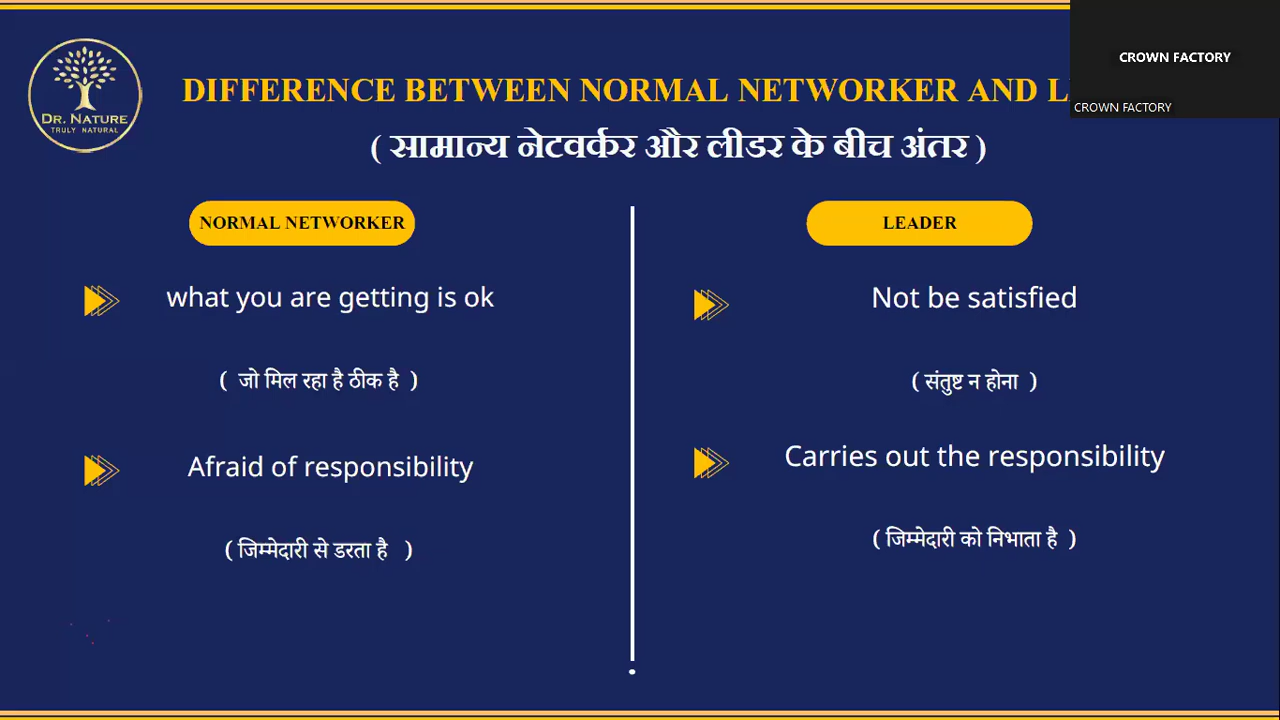 CROWN FACTORY
CROWN FACTORY
DR. NATURE
TRULY NATURAL
DIFFERENCE BETWEEN NORMAL NETWORKER AND
( सामान्य नेटवर्कर और लीडर के बीच अंतर )
NORMAL NETWORKER
what you are getting is ok
( जो मिल रहा है ठीक है )
Afraid of responsibility
( जिम्मेदारी से डरता है )
LEADER
Not be satisfied
( संतुष्ट न होना )
Carries out the responsibility
( जिम्मेदारी को निभाता है )